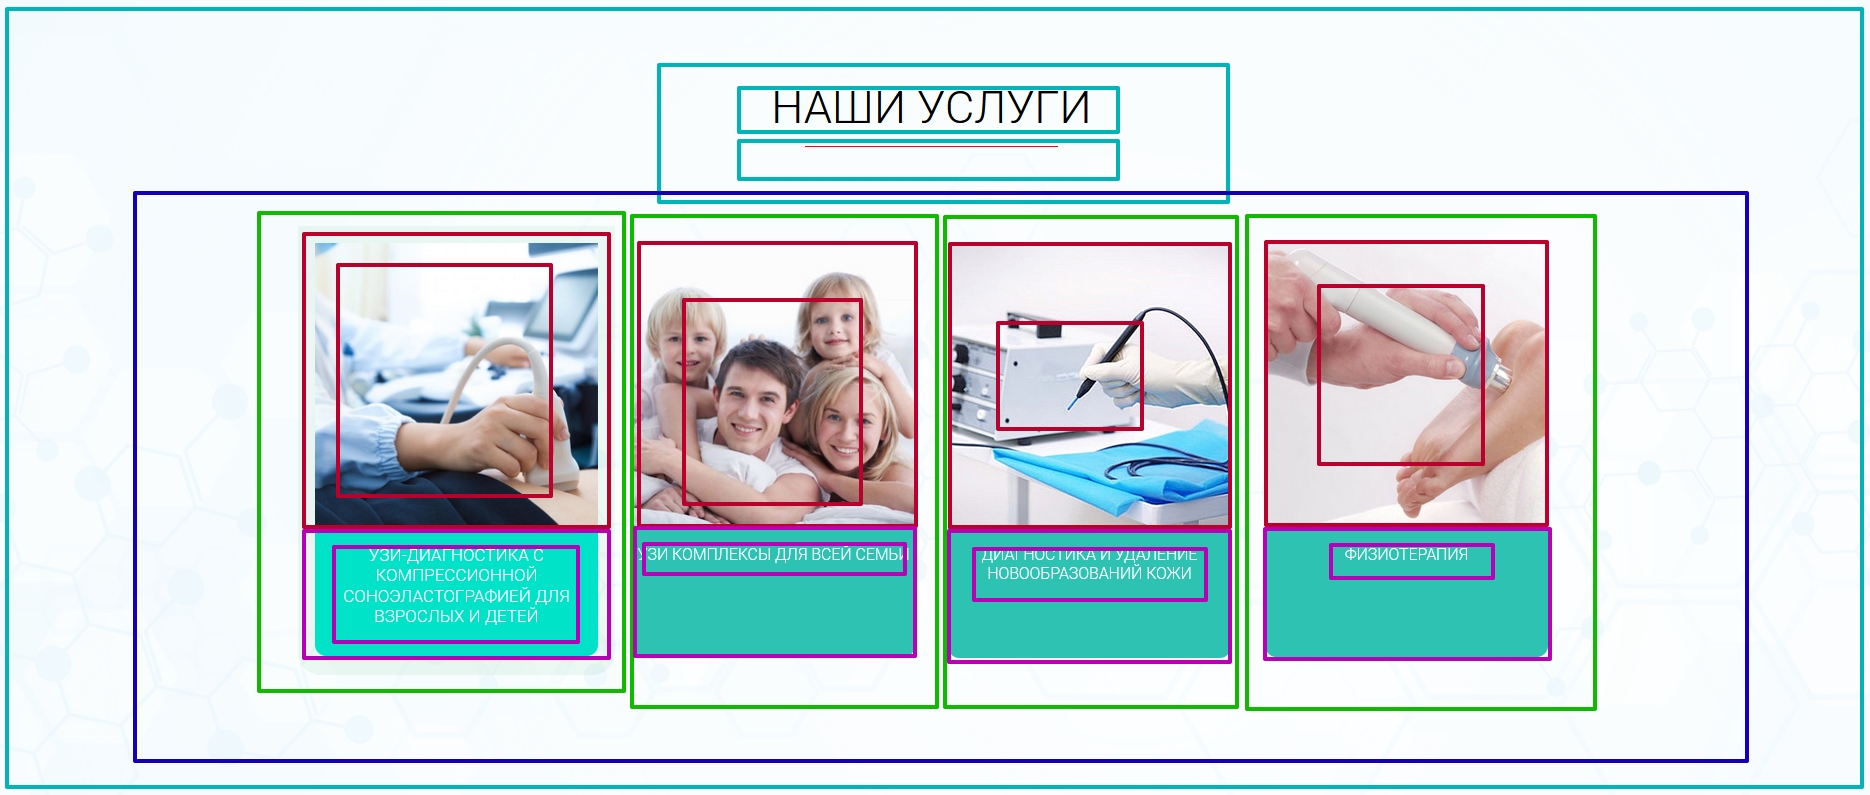 НАШИ УСЛУГИ
УЗИ-ДИАГНОСТИКА С
КОМПРЕССИОННОЙ
СОНОЭЛАСТОГРАФИЕЙ ДЛЯ
ВЗРОСЛЫХ И ДЕТЕЙ
УЗИ КОМПЛЕКСЫ ДЛЯ ВСЕЙ СЕМЬИ
ДИАГНОСТИКА И УДАЛЕНИЕ
НОВООБРАЗОВАНИЙ КОЖИ
ФИЗИОТЕРАПИЯ